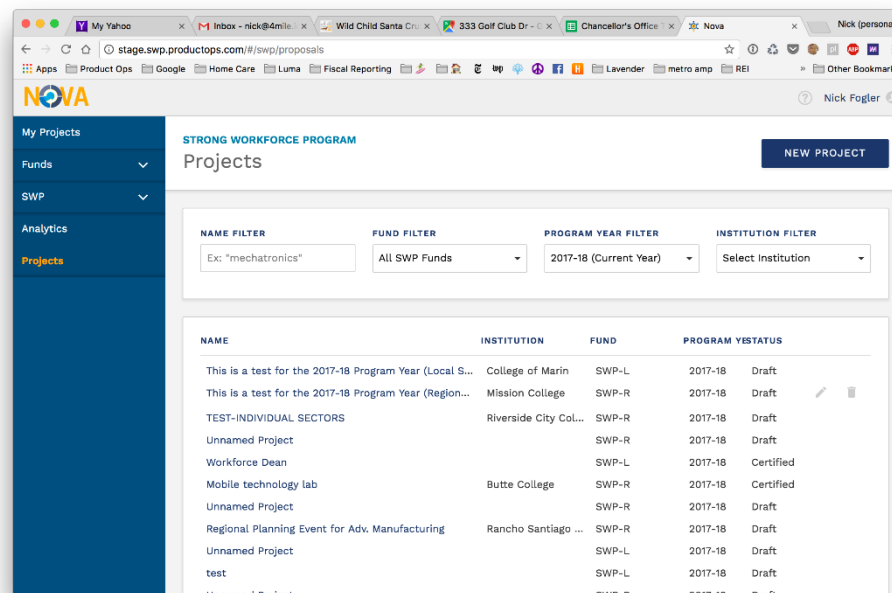 My Yahoo
Inbox - nick@4mile.
Wild Child Santa Cru
333 Golf Club Dr - G
Chancellor's Office T
Nova
Nick (persona
stage.swp.productops.com/#/swp/proposals
Apps Product Ops Google Home Care Luma Fiscal Reporting Lavender metro amp REI » Other Bookmark
NOVA
? Nick Fogler
My Projects
Funds
SWP
Analytics
Projects
STRONG WORKFORCE PROGRAM
Projects
NEW PROJECT
NAME FILTER FUND FILTER PROGRAM YEAR FILTER INSTITUTION FILTER
Ex: "mechatronics" All SWP Funds 2017-18 (Current Year) Select Institution
NAME INSTITUTION FUND PROGRAM YESTATUS
This is a test for the 2017-18 Program Year (Local S... College of Marin SWP-L 2017-18 Draft
This is a test for the 2017-18 Program Year (Region... Mission College SWP-R 2017-18 Draft
TEST-INDIVIDUAL SECTORS Riverside City Col... SWP-R 2017-18 Draft
Unnamed Project SWP-R 2017-18 Draft
Workforce Dean SWP-L 2017-18 Certified
Mobile technology lab Butte College SWP-R 2017-18 Certified
Unnamed Project SWP-R 2017-18 Draft
Regional Planning Event for Adv. Manufacturing Rancho Santiago ... SWP-R 2017-18 Draft
Unnamed Project SWP-L 2017-18 Draft
test SWP-L 2017-18 Draft